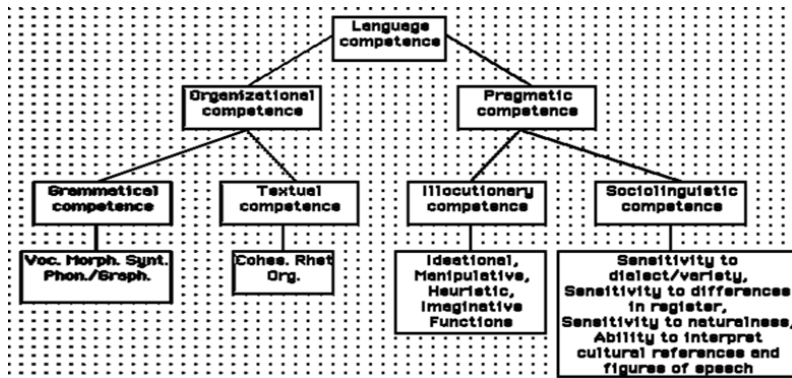 Language
competence
Organizational
competence
Pragmatic
competence
Grammatical
competence
Textual
competence
Illocutionary
competence
Sociolinguistic
competence
Voc. Morph. Synt.
Phon./Graph.
Cohes. Rhet
Org.
Ideational,
Manipulative,
Heuristic,
Imaginative
Functions
Sensitivity to
dialect/variety,
Sensitivity to differences
in register,
Sensitivity to naturalness,
Ability to interpret
cultural references and
figures of speech